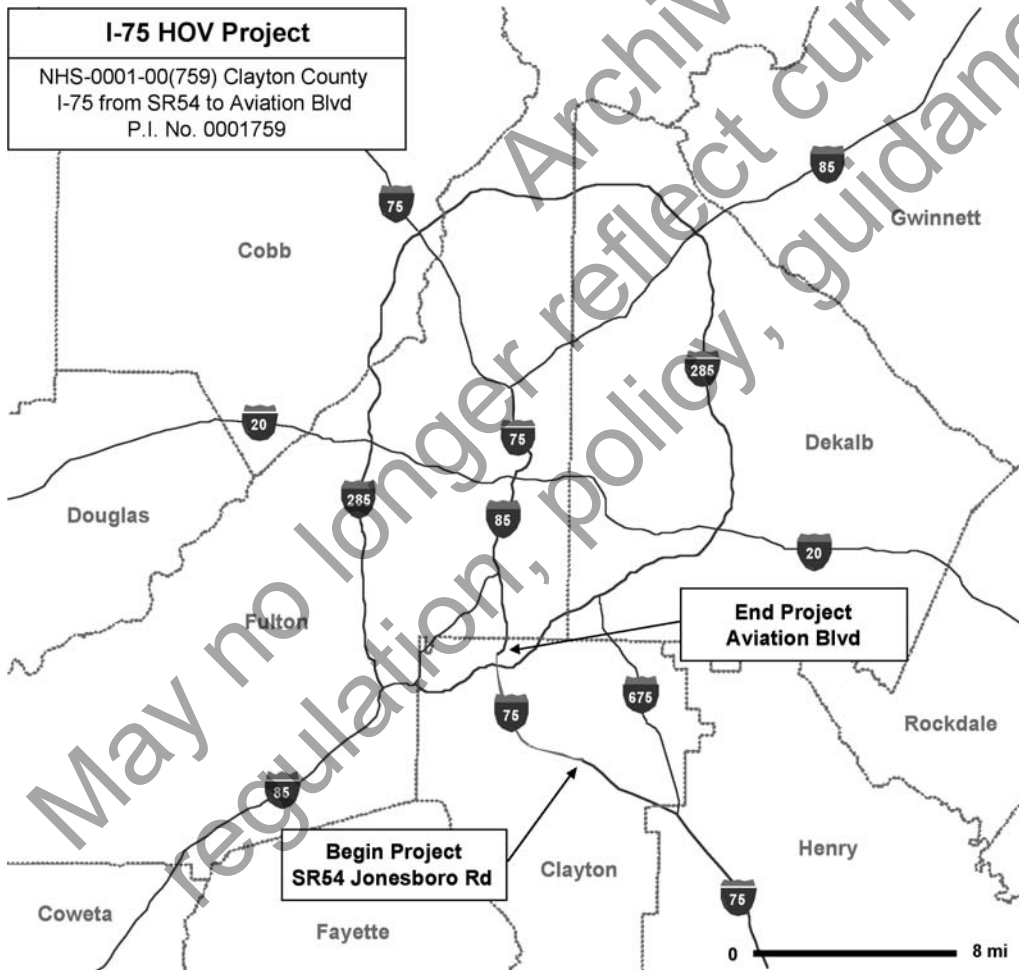 I-75 HOV Project
NHS-0001-00(759) Clayton County
I-75 from SR54 to Aviation Blvd
P.I. No. 0001759
85
75
Gwinnett
Cobb
285
20
75
Dekalb
285
85
Douglas
20
Fulton
End Project
Aviation Blvd
675
75
Rockdale
85
Begin Project
SR54 Jonesboro Rd
Clayton
Henry
75
Coweta
Fayette
0
8 mi
Archiv
May no longer reflect curr
regulation, policy, guidanc